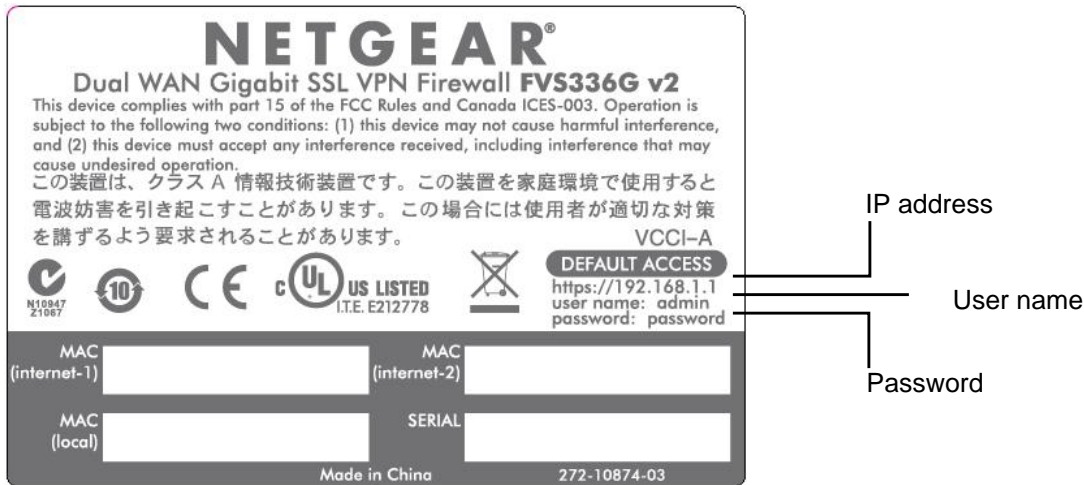 NETGEAR®
Dual WAN Gigabit SSL VPN Firewall FVS336G v2
This device complies with part 15 of the FCC Rules and Canada ICES-003. Operation is
subject to the following two conditions: (1) this device may not cause harmful interference,
and (2) this device must accept any interference received, including interference that may
cause undesired operation.
この装置は、クラス A 情報技術装置です。この装置を家庭環境で使用すると
電波妨害を引き起こすことがあります。この場合には使用者が適切な対策
を講ずるよう要求されることがあります。
VCCI-A
N10947
Z1067
10
CE
C UL US LISTED
I.T.E. E212778
DEFAULT ACCESS
https://192.168.1.1
user name: admin
password: password
IP address
User name
Password
MAC
(internet-1)
MAC
(internet-2)
MAC
(local)
SERIAL
Made in China
272-10874-03